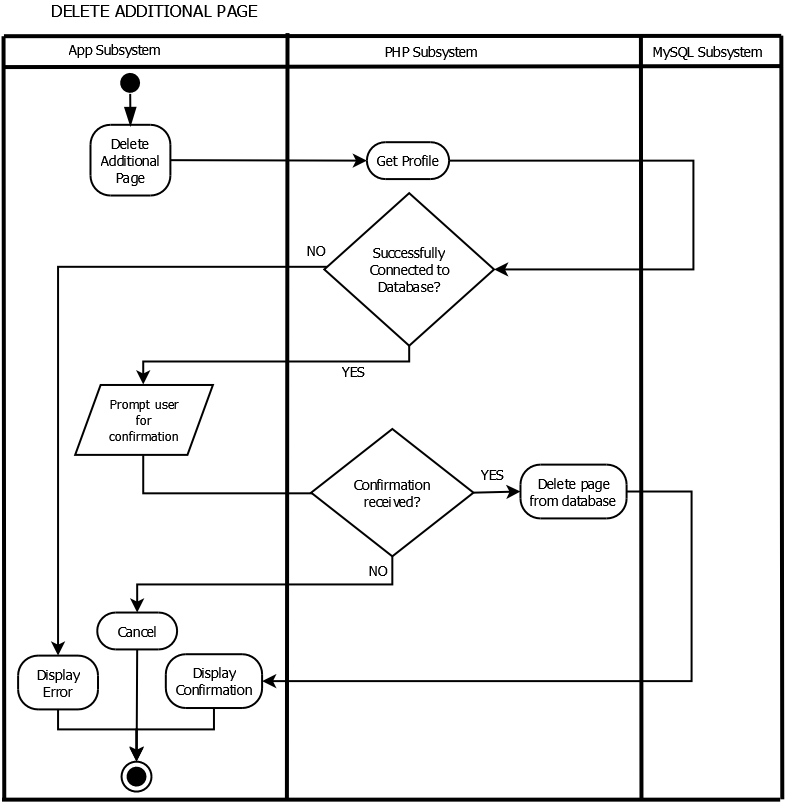 DELETE ADDITIONAL PAGE
App Subsystem
PHP Subsystem
MySQL Subsystem
Delete
Additional
Page
Get Profile
Successfully
Connected to
Database?
NO
YES
Prompt user
for
confirmation
Confirmation
received?
YES
Delete page
from database
NO
Cancel
Display
Error
Display
Confirmation